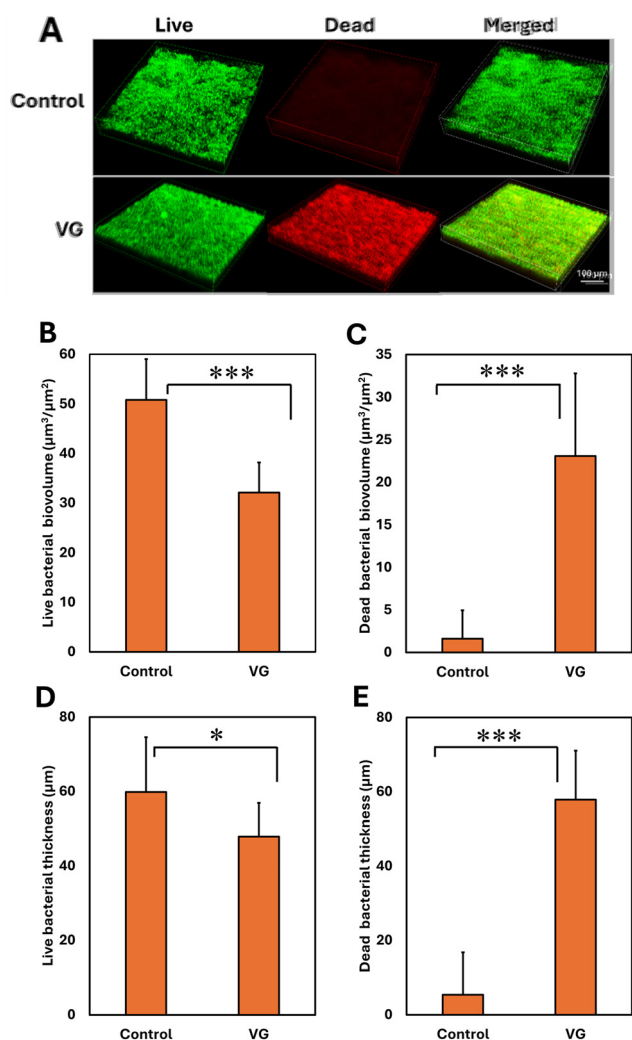 A
Live Dead Merged
Control
VG
100 µm
B
Live bacterial biovolume (µm³/µm²)
60
50
40
30
20
10
0
***
Control VG
C
Dead bacterial biovolume (µm³/µm²)
35
30
25
20
15
10
5
0
***
Control VG
D
Live bacterial thickness (µm)
80
60
40
20
0
*
Control VG
E
Dead bacterial thickness (µm)
80
60
40
20
0
***
Control VG